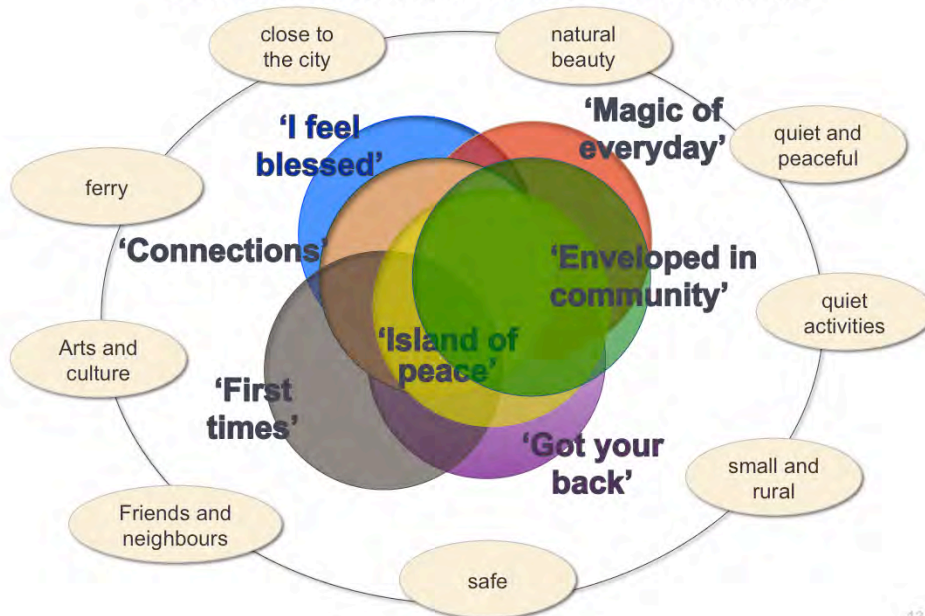 close to
the city
natural
beauty
'I feel
blessed'
'Magic of
everyday'
quiet and
peaceful
ferry
'Connections'
'Enveloped in
community'
quiet
activities
Arts and
culture
'Island of
peace'
'First
times'
'Got your
back'
small and
rural
Friends and
neighbours
safe
43